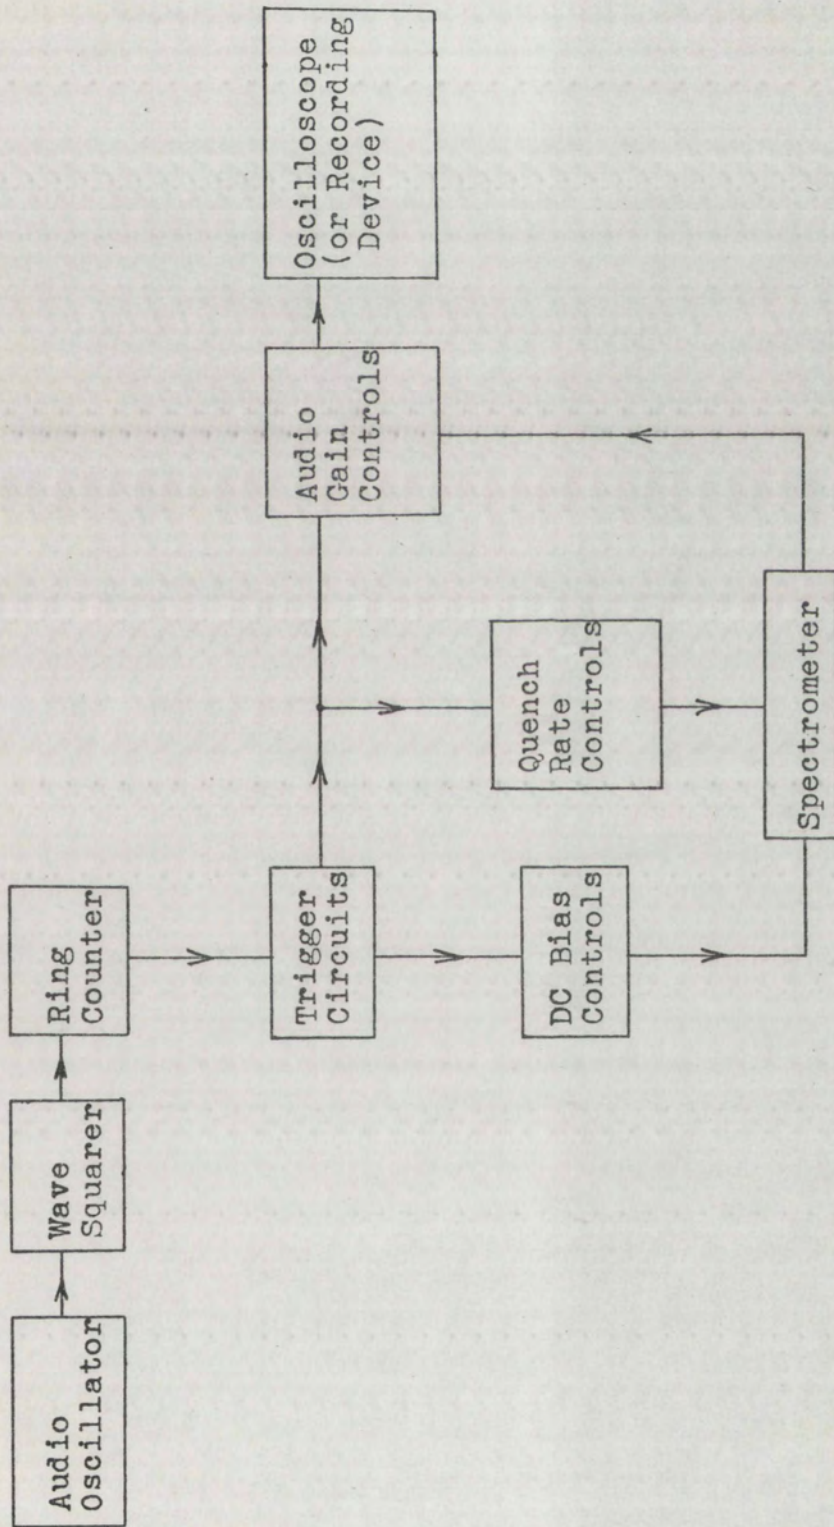 Audio
Oscillator
Wave
Squarer
Ring
Counter
Trigger
Circuits
Audio
Gain
Controls
Oscilloscope
(or Recording
Device)
DC Bias
Controls
Quench
Rate
Controls
Spectrometer